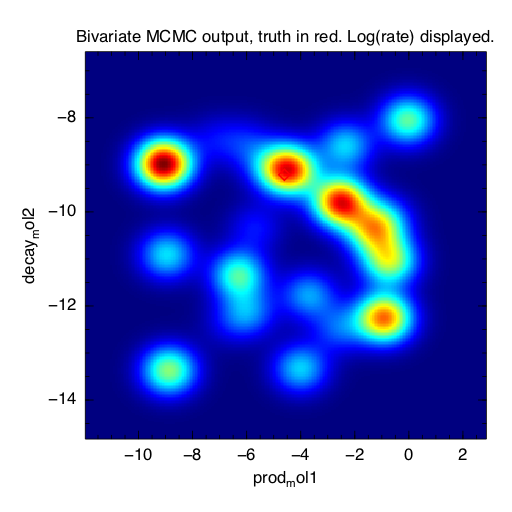 Bivariate MCMC output, truth in red. Log(rate) displayed.
−8
−10
−12
−14
decay_mol2
−10 −8 −6 −4 −2 0 2
prod_mol1